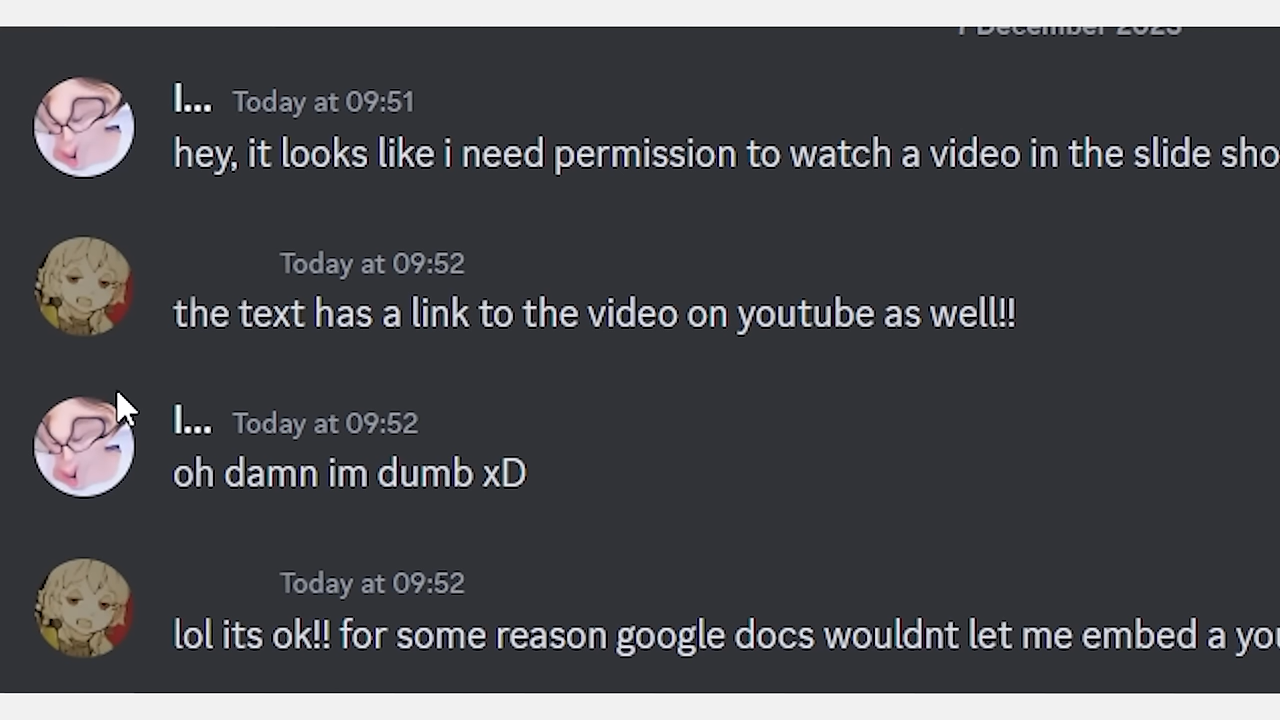 December 2023
l... Today at 09:51
hey, it looks like i need permission to watch a video in the slide sho
Today at 09:52
the text has a link to the video on youtube as well!!
l... Today at 09:52
oh damn im dumb xD
Today at 09:52
lol its ok!! for some reason google docs wouldnt let me embed a you